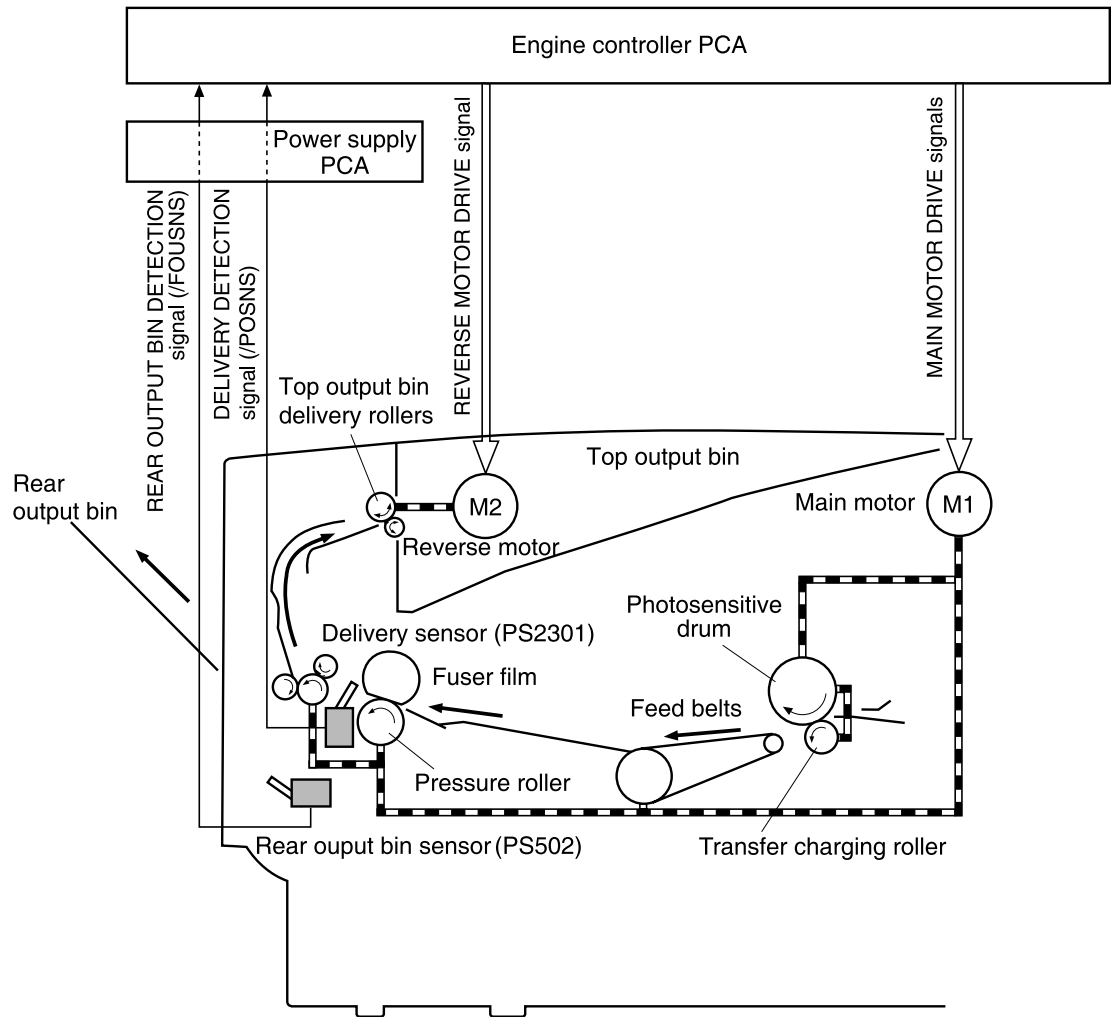 Engine controller PCA
Power supply
PCA
REAR OUTPUT BIN DETECTION
signal (/FOUSNS)
DELIVERY DETECTION
signal (/POSNS)
REVERSE MOTOR DRIVE signal
MAIN MOTOR DRIVE signals
Top output bin
delivery rollers
Top output bin
Rear
output bin
M2
Main motor
M1
Reverse motor
Photosensitive
drum
Delivery sensor (PS2301)
Fuser film
Feed belts
Pressure roller
Rear ouput bin sensor (PS502)
Transfer charging roller